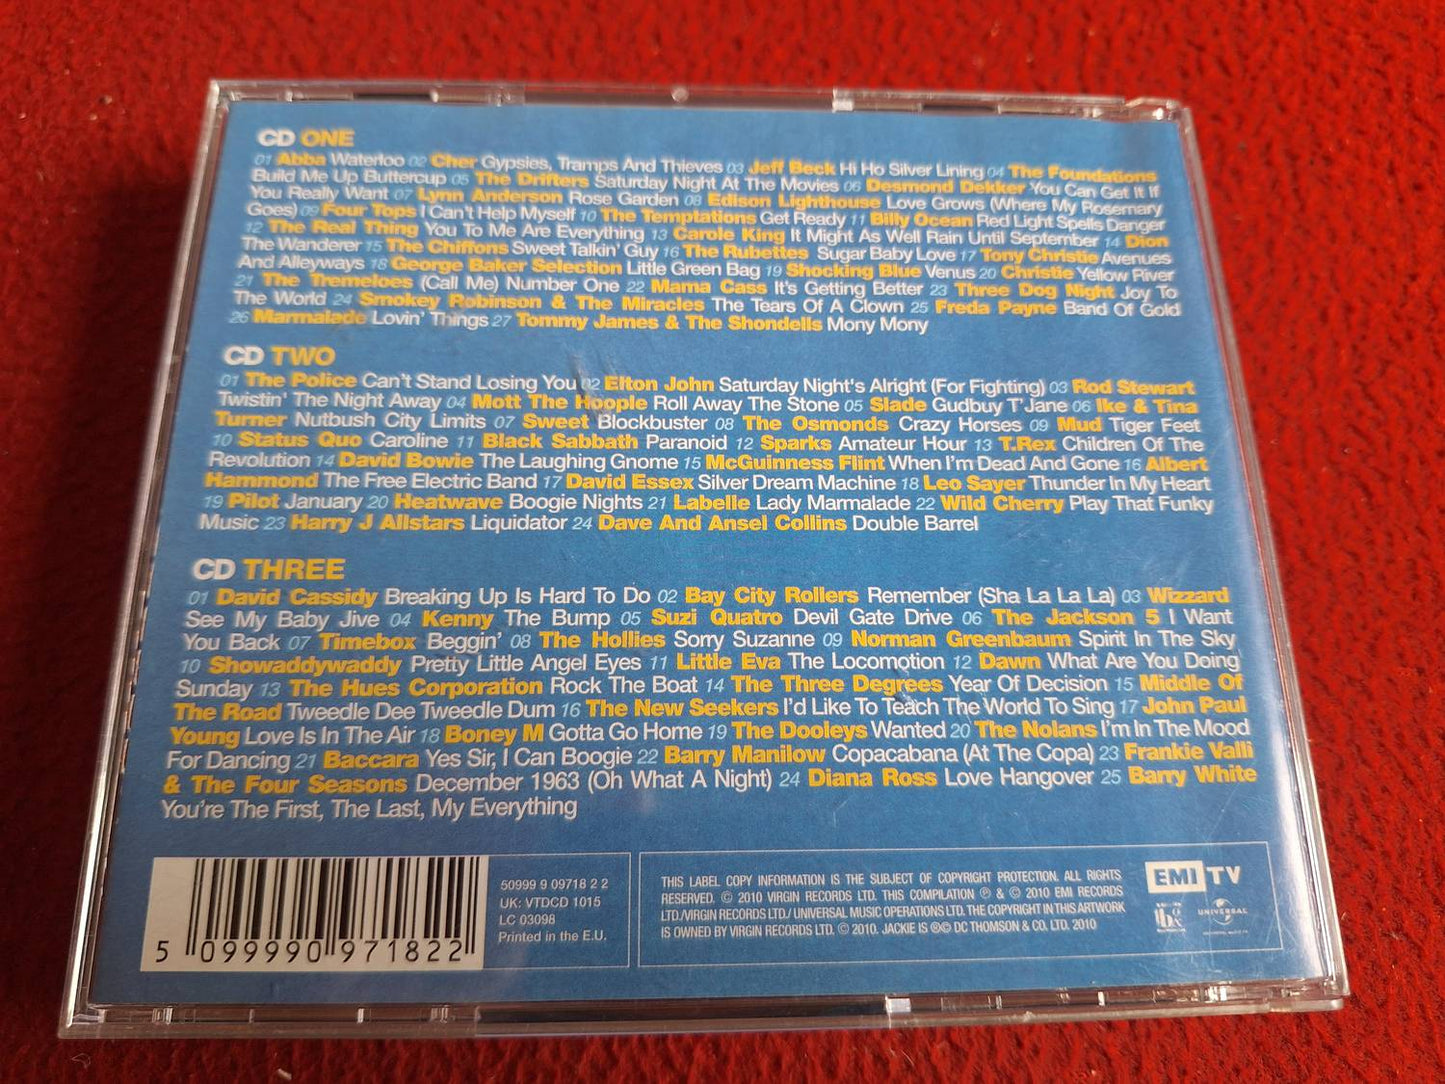 CD ONE
01 Abba Waterloo 02 Cher Gypsies, Tramps And Thieves 03 Jeff Beck Hi Ho Silver Lining 04 The Foundations
Build Me Up Buttercup 05 The Drifters Saturday Night At The Movies 06 Desmond Dekker You Can Get It If
You Really Want 07 Lynn Anderson Rose Garden 08 Edison Lighthouse Love Grows (Where My Rosemary
Goes) 09 Four Tops I Can't Help Myself 10 The Temptations Get Ready 11 Billy Ocean Red Light Spells Danger
12 The Real Thing You To Me Are Everything 13 Carole King It Might As Well Rain Until September 14 Dion
The Wanderer 15 The Chiffons Sweet Talkin' Guy 16 The Rubettes Sugar Baby Love 17 Tony Christie Avenues
And Alleyways 18 George Baker Selection Little Green Bag 19 Shocking Blue Venus 20 Christie Yellow River
21 The Tremeloes (Call Me) Number One 22 Mama Cass It's Getting Better 23 Three Dog Night Joy To
The World 24 Smokey Robinson & The Miracles The Tears Of A Clown 25 Freda Payne Band Of Gold
26 Marmalade Lovin' Things 27 Tommy James & The Shondells Mony Mony
CD TWO
01 The Police Can't Stand Losing You 02 Elton John Saturday Night's Alright (For Fighting) 03 Rod Stewart
Twistin' The Night Away 04 Mott The Hoople Roll Away The Stone 05 Slade Gudbuy T'Jane 06 Ike & Tina
Turner Nutbush City Limits 07 Sweet Blockbuster 08 The Osmonds Crazy Horses 09 Mud Tiger Feet
10 Status Quo Caroline 11 Black Sabbath Paranoid 12 Sparks Amateur Hour 13 T.Rex Children Of The
Revolution 14 David Bowie The Laughing Gnome 15 McGuinness Flint When I'm Dead And Gone 16 Albert
Hammond The Free Electric Band 17 David Essex Silver Dream Machine 18 Leo Sayer Thunder In My Heart
19 Pilot January 20 Heatwave Boogie Nights 21 Labelle Lady Marmalade 22 Wild Cherry Play That Funky
Music 23 Harry J Allstars Liquidator 24 Dave And Ansel Collins Double Barrel
CD THREE
01 David Cassidy Breaking Up Is Hard To Do 02 Bay City Rollers Remember (Sha La La La) 03 Wizzard
See My Baby Jive 04 Kenny The Bump 05 Suzi Quatro Devil Gate Drive 06 The Jackson 5 I Want
You Back 07 Timebox Beggin' 08 The Hollies Sorry Suzanne 09 Norman Greenbaum Spirit In The Sky
10 Showaddywaddy Pretty Little Angel Eyes 11 Little Eva The Locomotion 12 Dawn What Are You Doing
Sunday 13 The Hues Corporation Rock The Boat 14 The Three Degrees Year Of Decision 15 Middle Of
The Road Tweedle Dee Tweedle Dum 16 The New Seekers I'd Like To Teach The World To Sing 17 John Paul
Young Love Is In The Air 18 Boney M Gotta Go Home 19 The Dooleys Wanted 20 The Nolans I'm In The Mood
For Dancing 21 Baccara Yes Sir, I Can Boogie 22 Barry Manilow Copacabana (At The Copa) 23 Frankie Valli
& The Four Seasons December 1963 (Oh What A Night) 24 Diana Ross Love Hangover 25 Barry White
You're The First, The Last, My Everything
5 099990 971822
50999 9 09718 2 2
UK: VTDCD 1015
LC 03098
Printed in the E.U.
THIS LABEL COPY INFORMATION IS THE SUBJECT OF COPYRIGHT PROTECTION. ALL RIGHTS
RESERVED. © 2010 VIRGIN RECORDS LTD. THIS COMPILATION ℗ & © 2010 EMI RECORDS
LTD./VIRGIN RECORDS LTD./ UNIVERSAL MUSIC OPERATIONS LTD. THE COPYRIGHT IN THIS ARTWORK
IS OWNED BY VIRGIN RECORDS LTD. © 2010. JACKIE IS ®© DC THOMSON & CO. LTD. 2010
EMI TV
UNIVERSAL